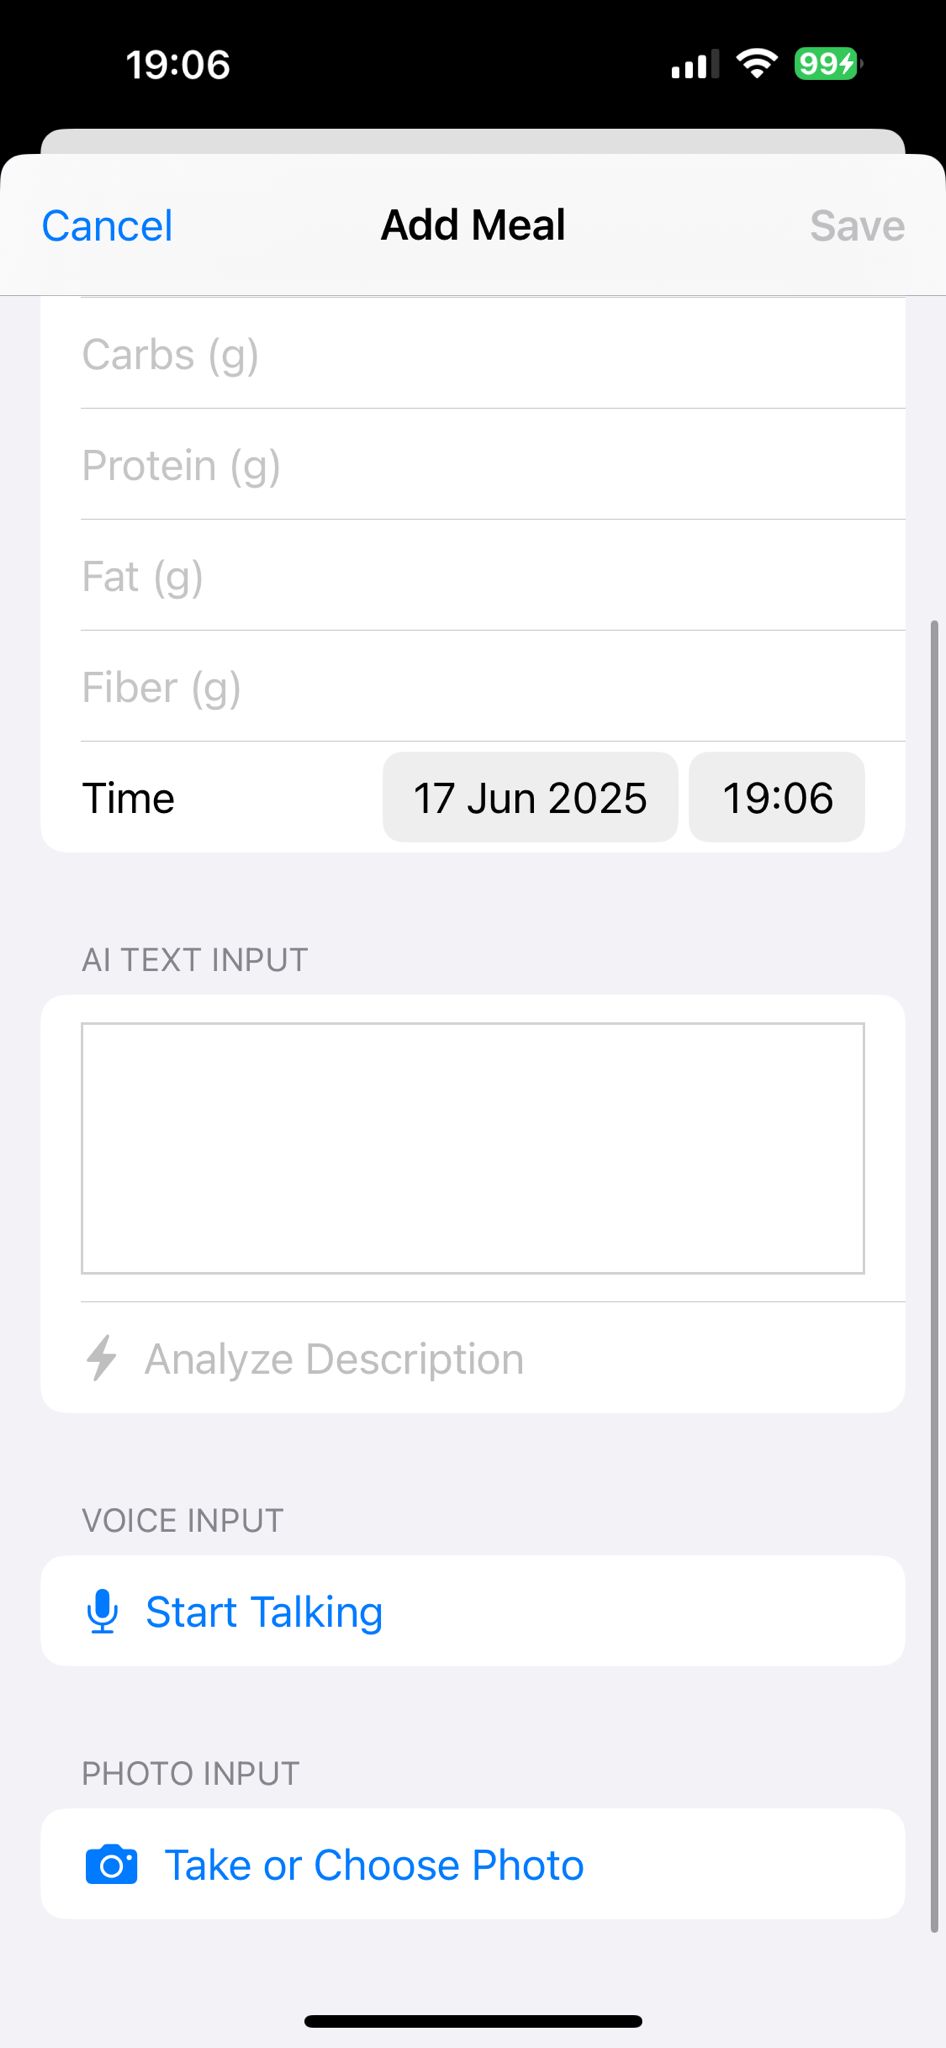 19:06
99
Cancel
Add Meal
Save
Carbs (g)
Protein (g)
Fat (g)
Fiber (g)
Time
17 Jun 2025
19:06
AI TEXT INPUT
Analyze Description
VOICE INPUT
Start Talking
PHOTO INPUT
Take or Choose Photo